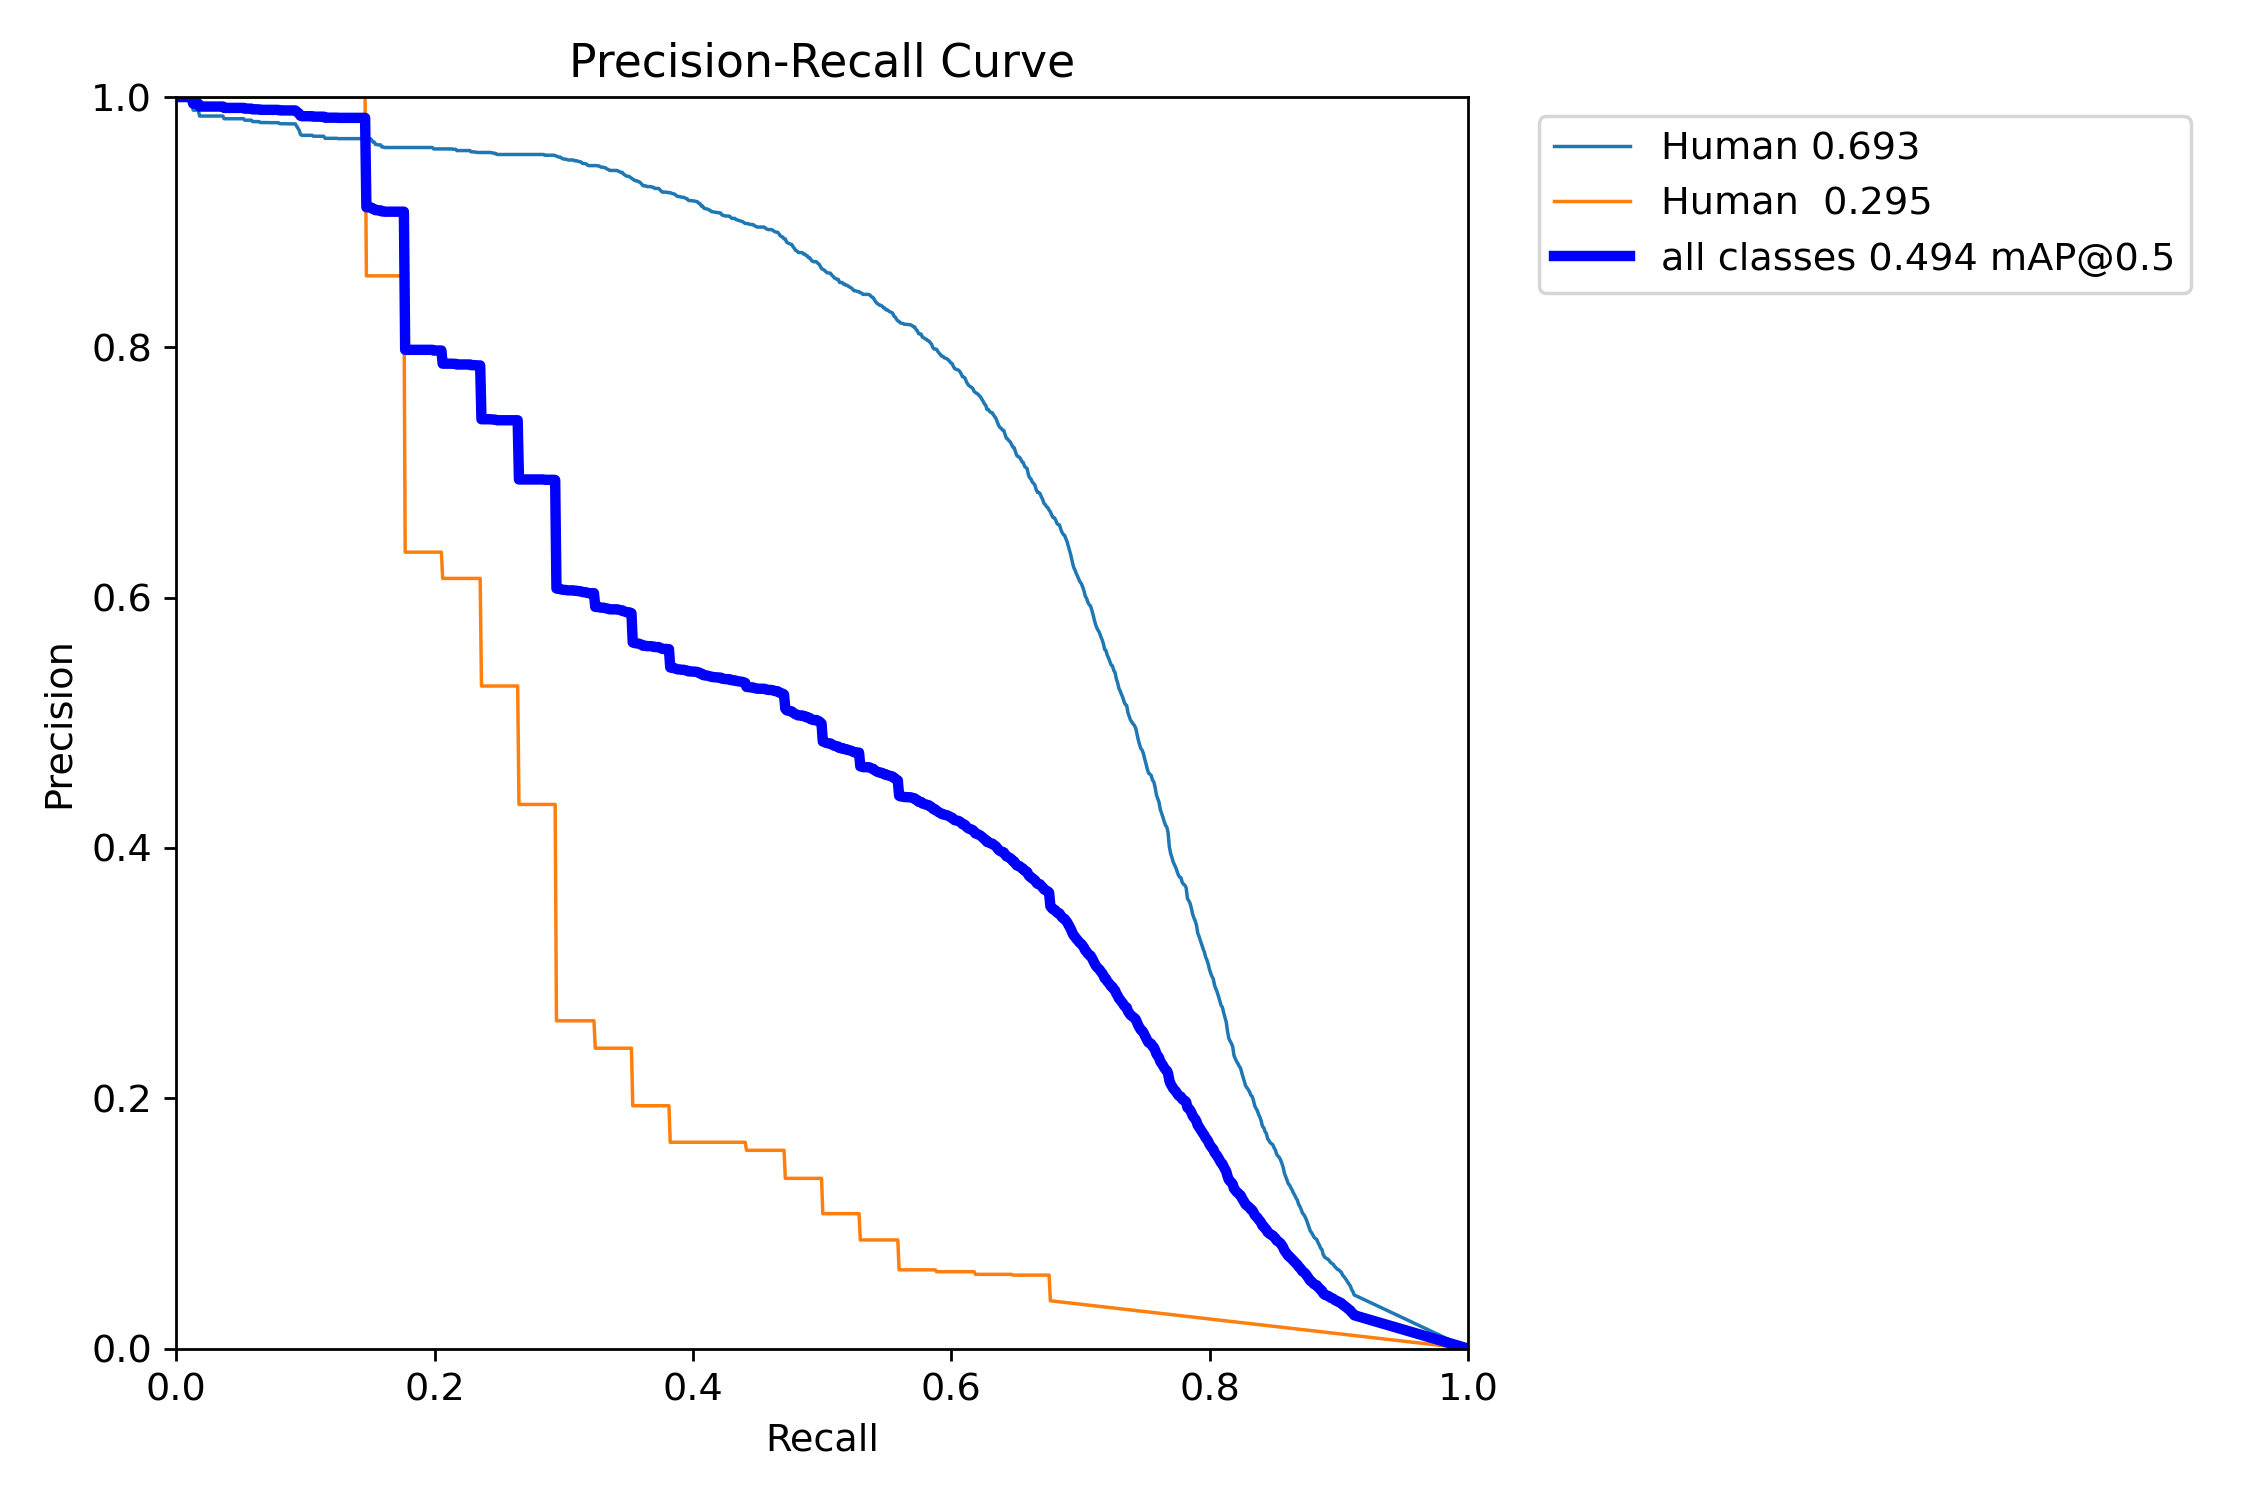 Precision-Recall Curve
1.0
0.8
0.6
0.4
0.2
0.0
Precision
0.0 0.2 0.4 0.6 0.8 1.0
Recall
Human 0.693
Human  0.295
all classes 0.494 mAP@0.5